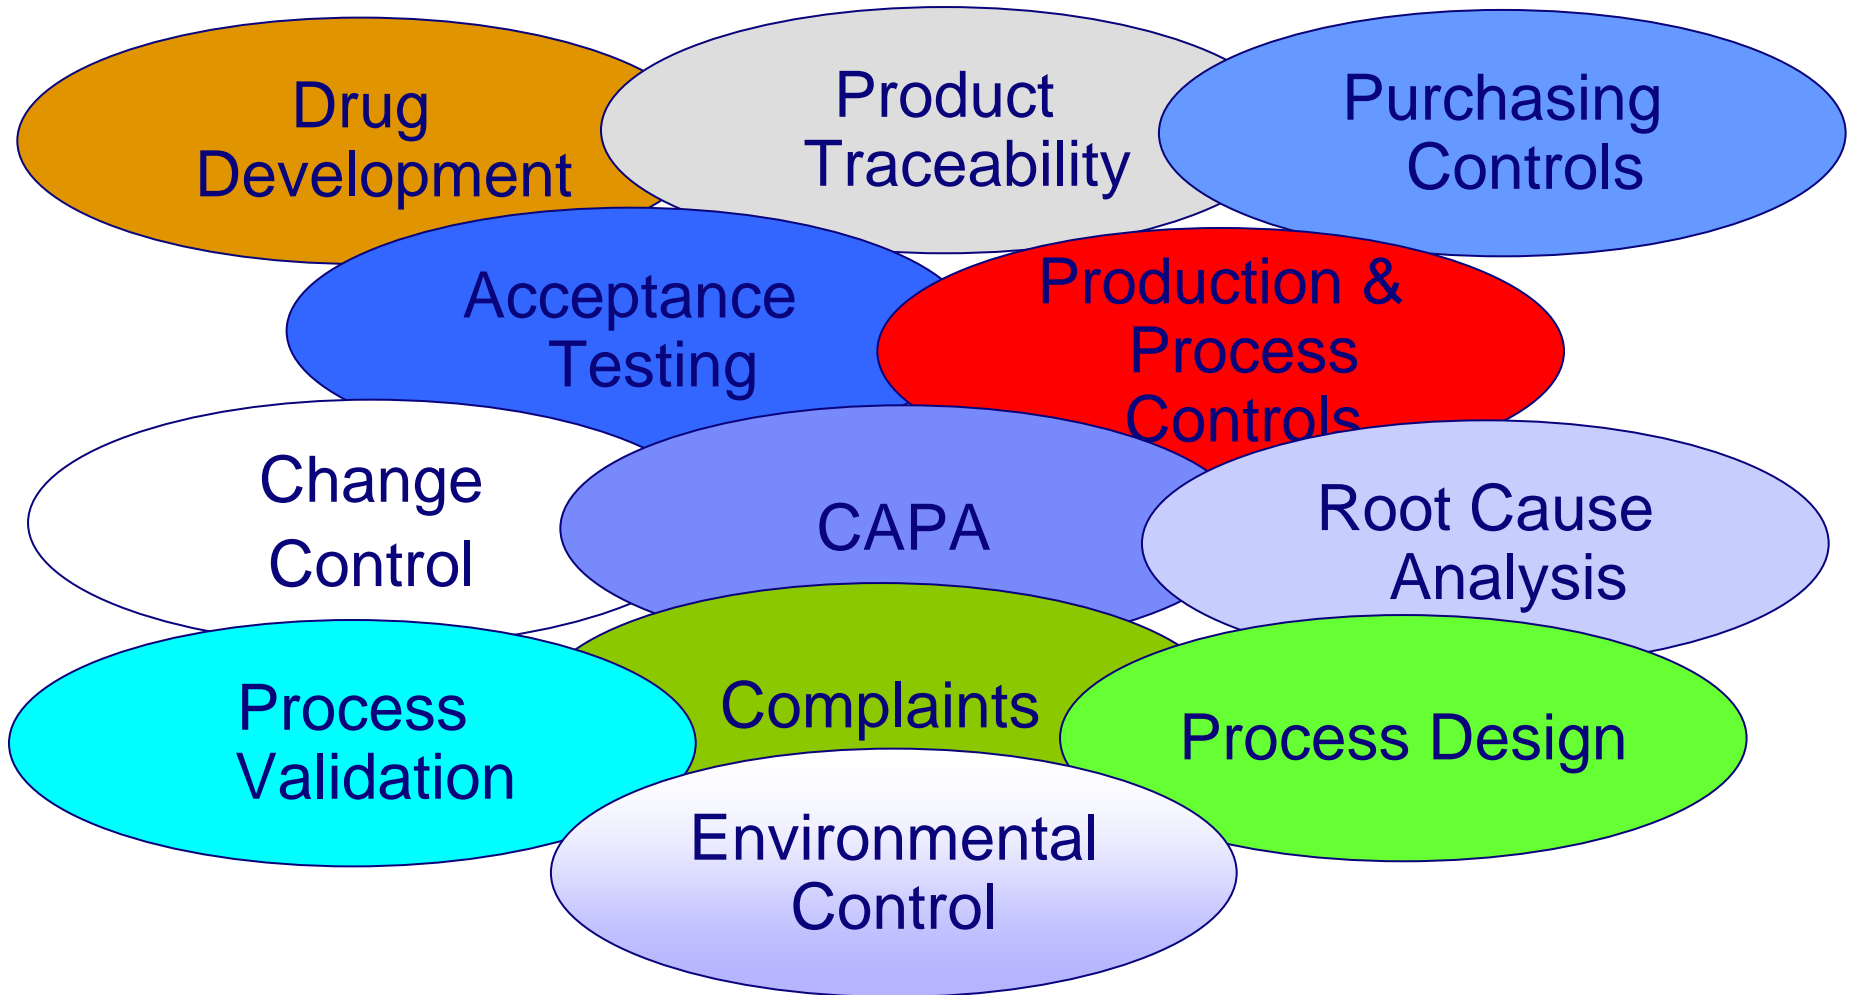 Drug
Development
Product
Traceability
Purchasing
Controls
Acceptance
Testing
Production &
Process
Controls
Change
Control
CAPA
Root Cause
Analysis
Process
Validation
Complaints
Process Design
Environmental
Control